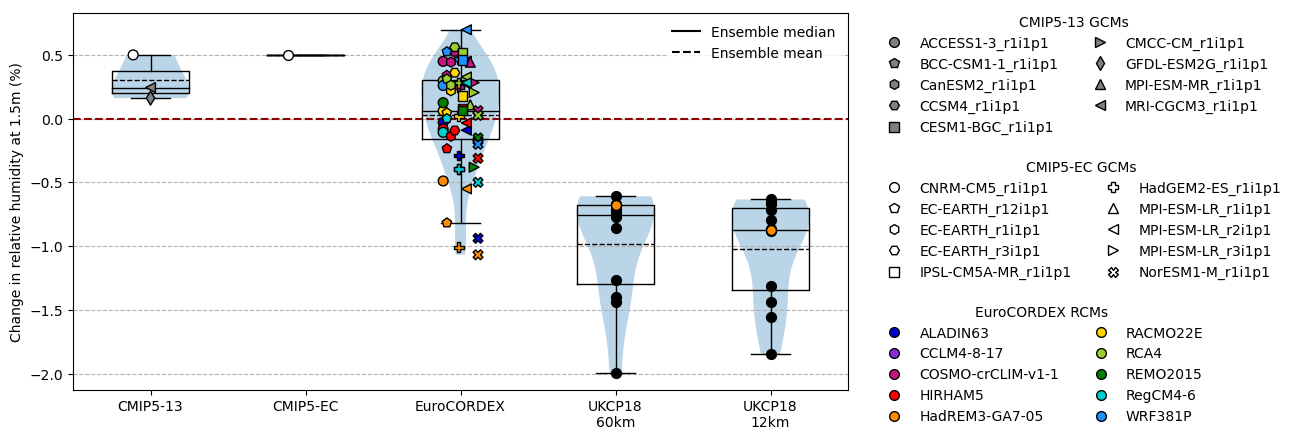 Change in relative humidity at 1.5m (%)
0.5
0.0
−0.5
−1.0
−1.5
−2.0
Ensemble median
Ensemble mean
CMIP5-13
CMIP5-EC
EuroCORDEX
UKCP18
60km
UKCP18
12km
CMIP5-13 GCMs
ACCESS1-3_r1i1p1
BCC-CSM1-1_r1i1p1
CanESM2_r1i1p1
CCSM4_r1i1p1
CESM1-BGC_r1i1p1
CMCC-CM_r1i1p1
GFDL-ESM2G_r1i1p1
MPI-ESM-MR_r1i1p1
MRI-CGCM3_r1i1p1
CMIP5-EC GCMs
CNRM-CM5_r1i1p1
EC-EARTH_r12i1p1
EC-EARTH_r1i1p1
EC-EARTH_r3i1p1
IPSL-CM5A-MR_r1i1p1
HadGEM2-ES_r1i1p1
MPI-ESM-LR_r1i1p1
MPI-ESM-LR_r2i1p1
MPI-ESM-LR_r3i1p1
NorESM1-M_r1i1p1
EuroCORDEX RCMs
ALADIN63
CCLM4-8-17
COSMO-crCLIM-v1-1
HIRHAM5
HadREM3-GA7-05
RACMO22E
RCA4
REMO2015
RegCM4-6
WRF381P